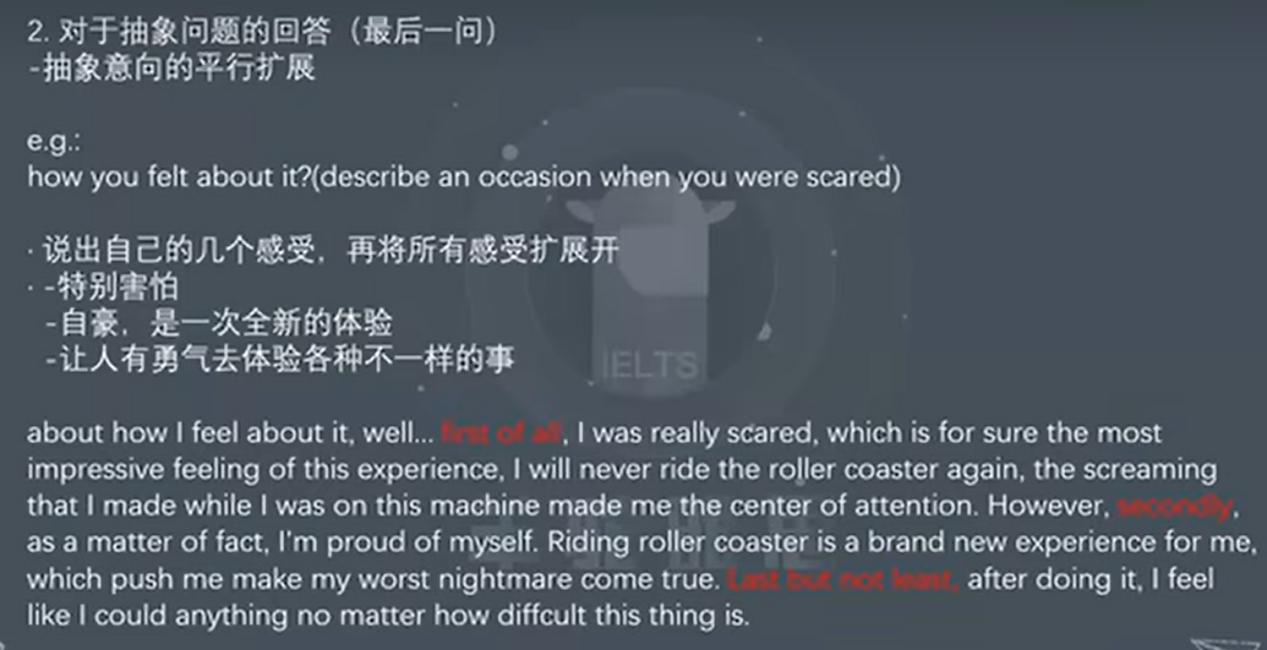 2. 对于抽象问题的回答（最后一问）
-抽象意向的平行扩展
e.g.:
how you felt about it?(describe an occasion when you were scared)
· 说出自己的几个感受，再将所有感受扩展开
· -特别害怕
-自豪，是一次全新的体验
-让人有勇气去体验各种不一样的事
IELTS
about how I feel about it, well... first of all, I was really scared, which is for sure the most
impressive feeling of this experience, I will never ride the roller coaster again, the screaming
that I made while I was on this machine made me the center of attention. However, secondly,
as a matter of fact, I'm proud of myself. Riding roller coaster is a brand new experience for me,
which push me make my worst nightmare come true. Last but not least, after doing it, I feel
like I could anything no matter how diffcult this thing is.